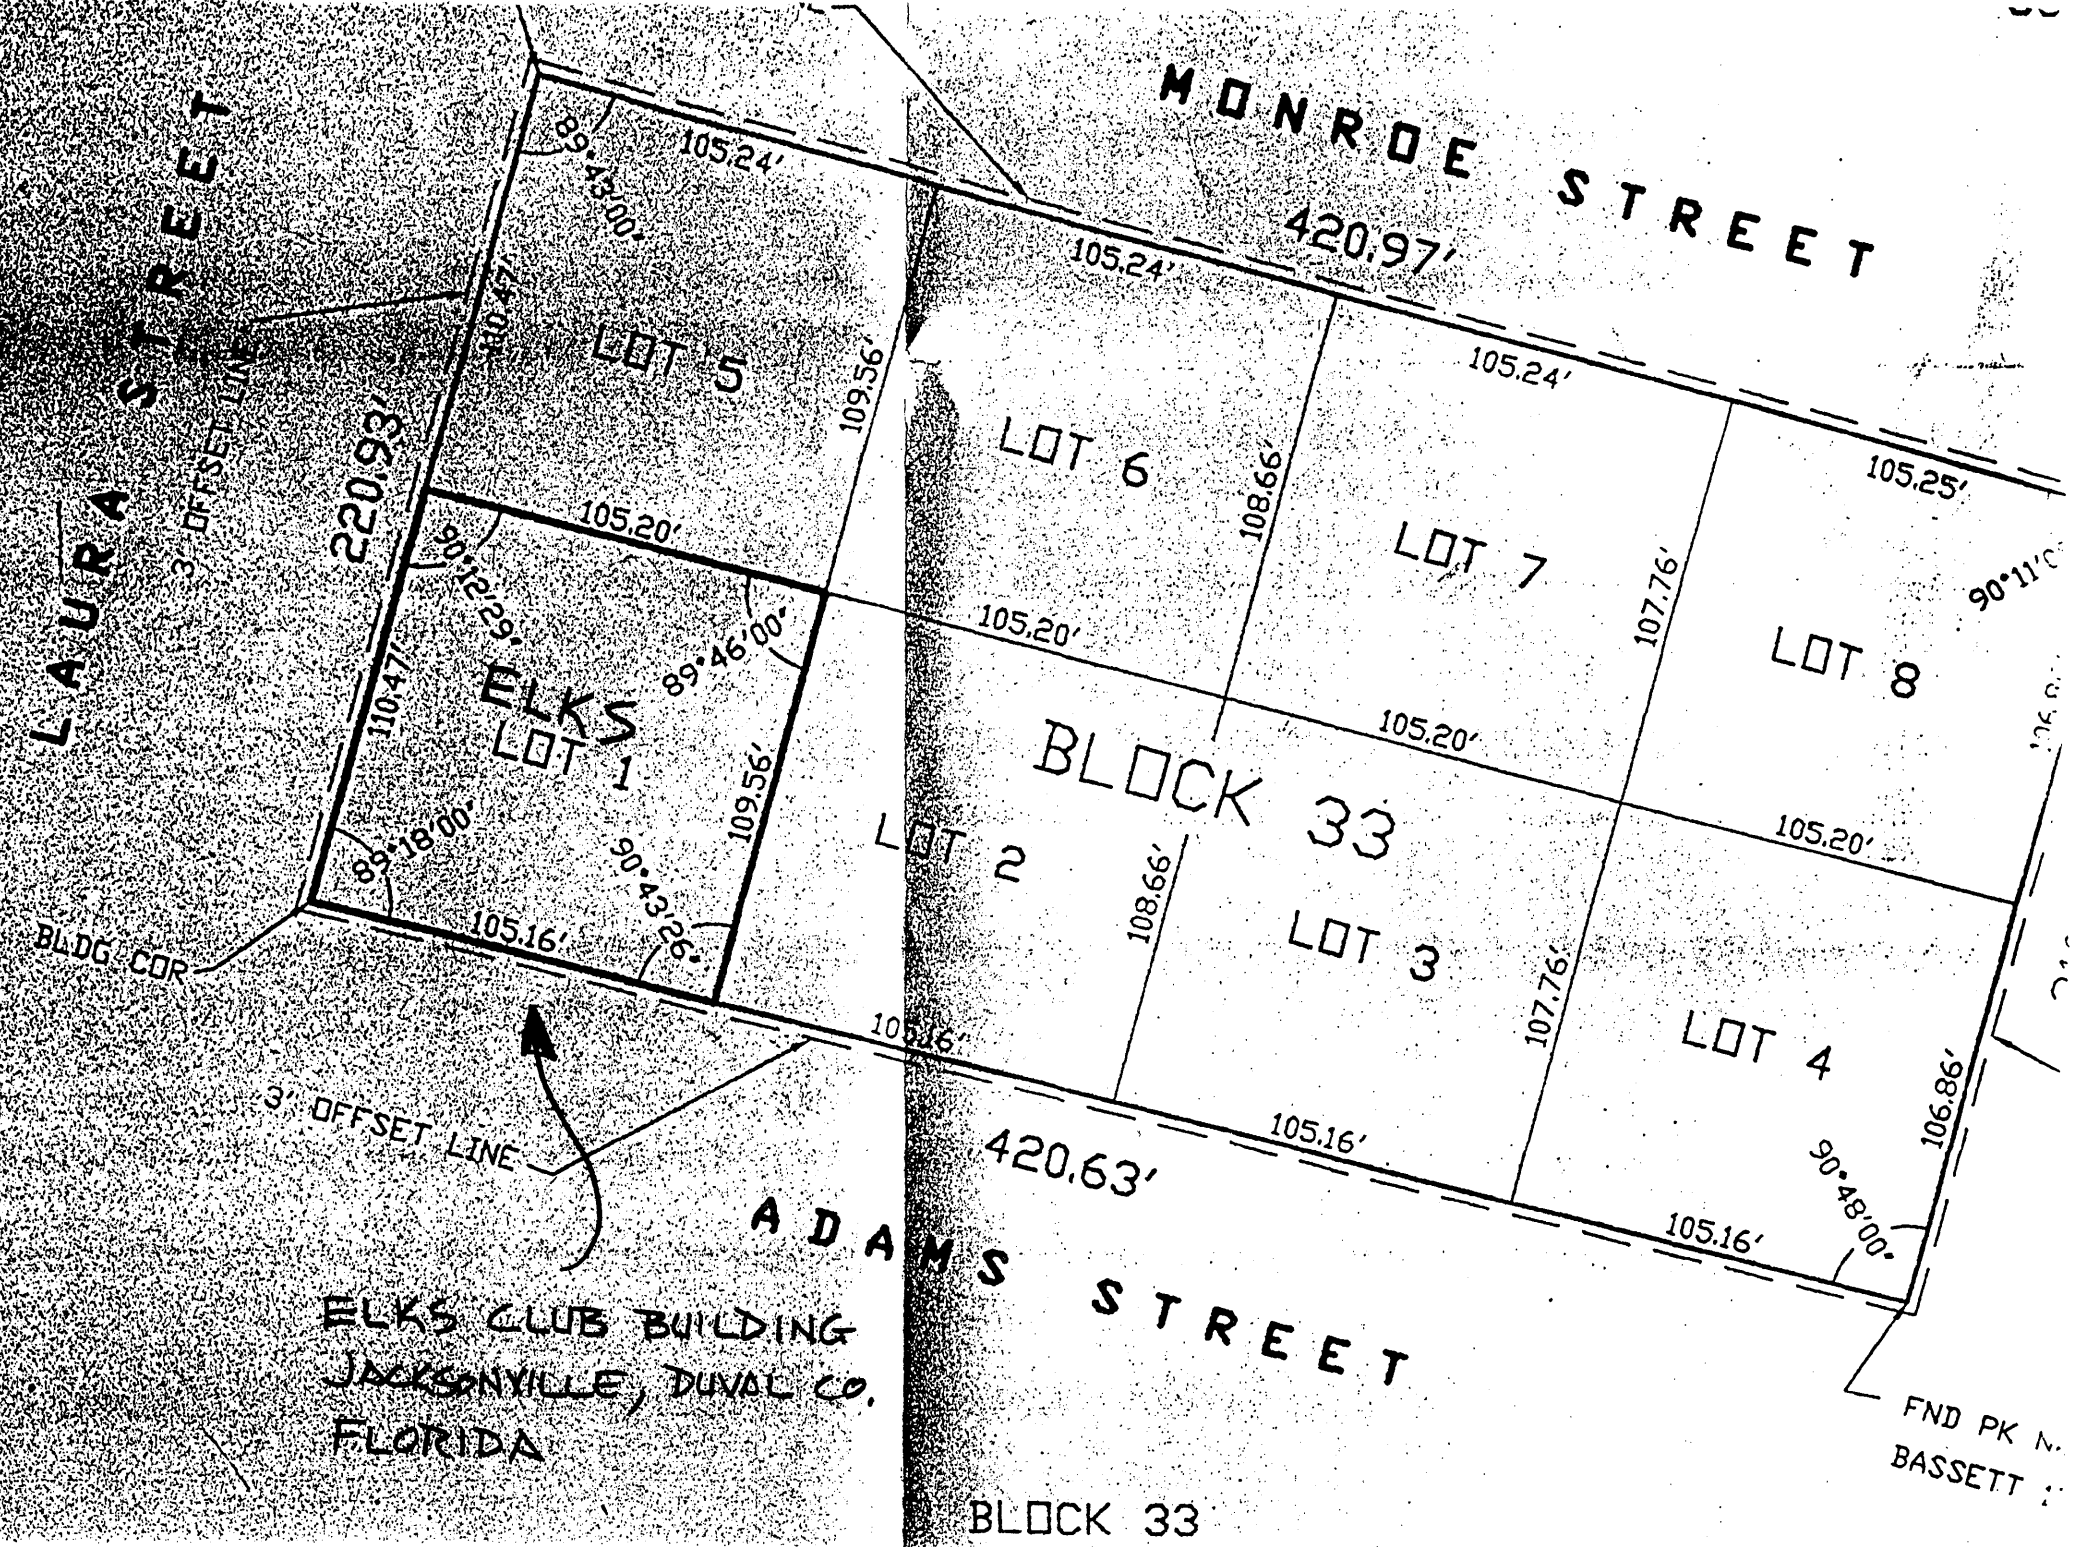 MONROE STREET
420.97'
105.24'
105.24'
105.24'
105.25'
89°43'00"
110.47'
LOT 5
109.56'
LOT 6
108.66'
LOT 7
107.76'
LOT 8
90°11'
LAURA STREET
3' OFFSET LINE
220.93'
105.20'
105.20'
105.20'
105.20'
90°12'29"
89°46'00"
110.47'
ELKS
LOT 1
109.56'
89°18'00"
90°43'26"
BLOCK 33
LOT 2
108.66'
LOT 3
107.76'
LOT 4
106.86'
90°48'00"
BLDG COR
105.16'
105.16'
105.16'
105.16'
3' OFFSET LINE
420.63'
ADAMS STREET
ELKS CLUB BUILDING
JACKSONVILLE, DUVAL CO.
FLORIDA
FND PK
BASSETT
BLOCK 33